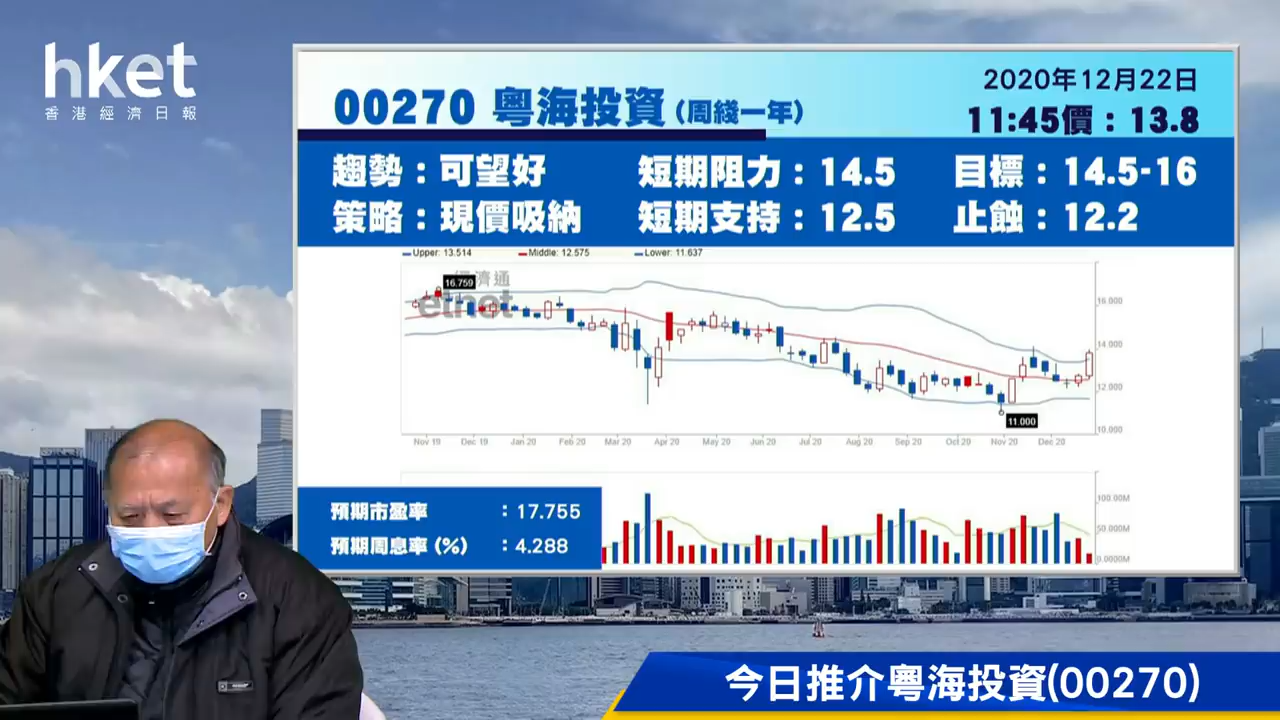 hket
香港經濟日報
00270 粵海投資 (周綫一年)
2020年12月22日
11:45價：13.8
趨勢：可望好 短期阻力：14.5 目標：14.5-16
策略：現價吸納 短期支持：12.5 止蝕：12.2
Upper: 13.514 Middle: 12.575 Lower: 11.637
經濟通
etnet
16.759
16.000
14.000
12.000
11.000
10.000
Nov 19 Dec 19 Jan 20 Feb 20 Mar 20 Apr 20 May 20 Jun 20 Jul 20 Aug 20 Sep 20 Oct 20 Nov 20 Dec 20
100.00M
50.000M
0.0000M
預期市盈率 : 17.755
預期周息率 (%) : 4.288
今日推介粵海投資(00270)